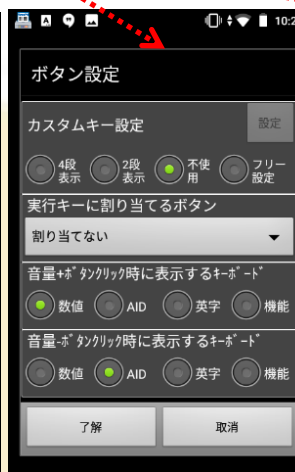 10:2
ボタン設定
カスタムキー設定
設定
4段
表示
2段
表示
不使
用
フリー
設定
実行キーに割り当てるボタン
割り当てない
音量+ﾎﾞﾀﾝｸﾘｯｸ時に表示するｷｰﾎﾞｰﾄﾞ
数値
AID
英字
機能
音量-ﾎﾞﾀﾝｸﾘｯｸ時に表示するｷｰﾎﾞｰﾄﾞ
数値
AID
英字
機能
了解
取消